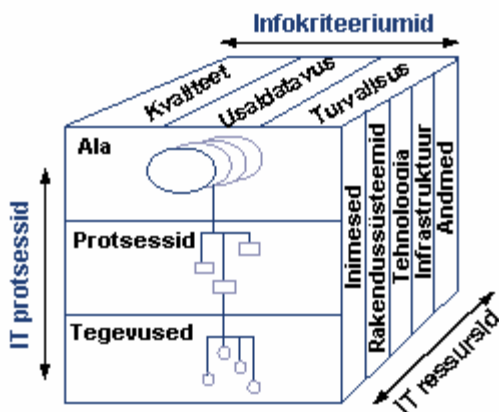 Infokriteeriumid
Kvaliteet
Usaldatavus
Turvalisus
Ala
Protsessid
Tegevused
IT protsessid
Inimesed
Rakendussüsteemid
Tehnoloogia
Infrastruktuur
Andmed
IT ressursid